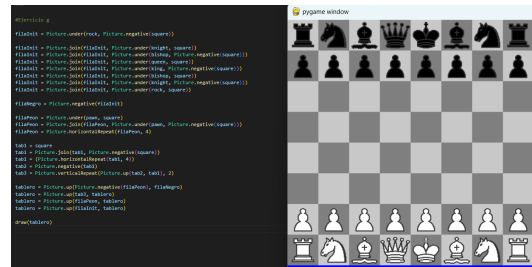 #Ejercicio g
filaInit = Picture.under(rock, Picture.negative(square))
filaInit = Picture.join(filaInit, Picture.under(knight, square))
filaInit = Picture.join(filaInit, Picture.under(bishop, Picture.negative(square)))
filaInit = Picture.join(filaInit, Picture.under(queen, square))
filaInit = Picture.join(filaInit, Picture.under(king, Picture.negative(square)))
filaInit = Picture.join(filaInit, Picture.under(bishop, square))
filaInit = Picture.join(filaInit, Picture.under(knight, Picture.negative(square)))
filaInit = Picture.join(filaInit, Picture.under(rock, square))
filaNegro = Picture.negative(filaInit)
filaPeon = Picture.under(pawn, square)
filaPeon = Picture.join(filaPeon, Picture.under(pawn, Picture.negative(square)))
filaPeon = Picture.horizontalRepeat(filaPeon, 4)
tab1 = square
tab1 = Picture.join(tab1, Picture.negative(square))
tab1 = (Picture.horizontalRepeat(tab1, 4))
tab2 = Picture.negative(tab1)
tab3 = Picture.verticalRepeat(Picture.up(tab2, tab1), 2)
tablero = Picture.up(Picture.negative(filaPeon), filaNegro)
tablero = Picture.up(tab3, tablero)
tablero = Picture.up(filaPeon, tablero)
tablero = Picture.up(filaInit, tablero)
draw(tablero)
pygame window